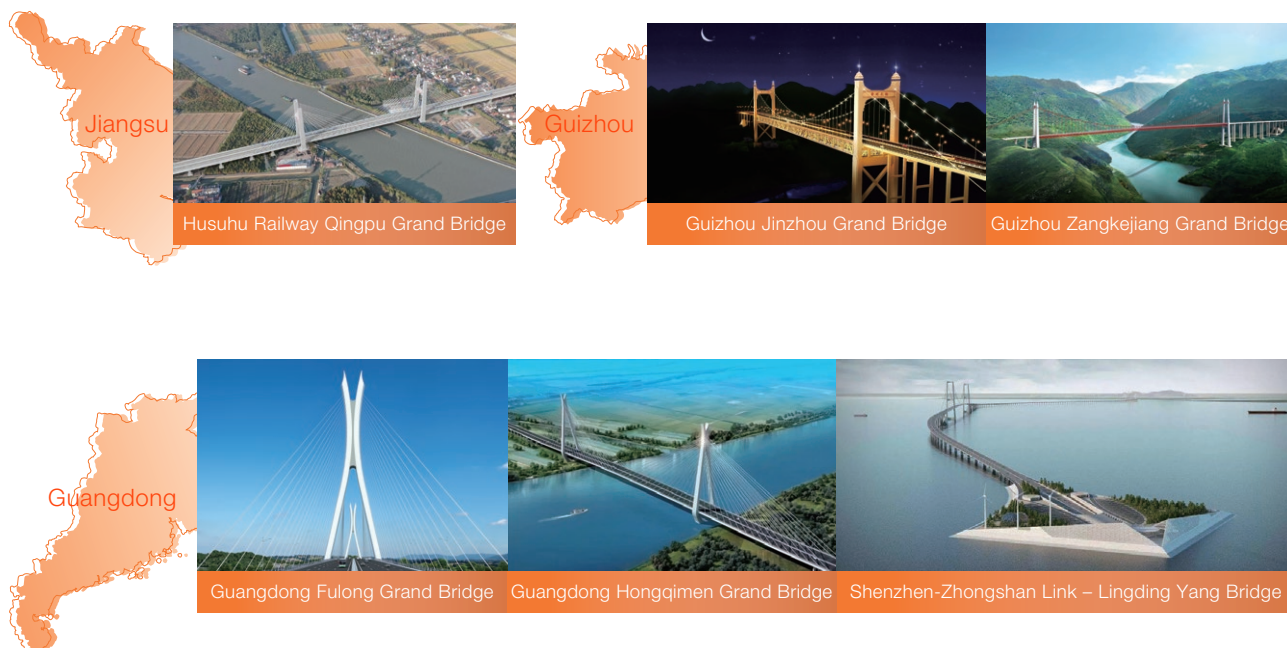 Jiangsu
Husuhu Railway Qingpu Grand Bridge
Guizhou
Guizhou Jinzhou Grand Bridge
Guizhou Zangkejiang Grand Bridge
Guangdong
Guangdong Fulong Grand Bridge
Guangdong Hongqimen Grand Bridge
Shenzhen-Zhongshan Link – Lingding Yang Bridge